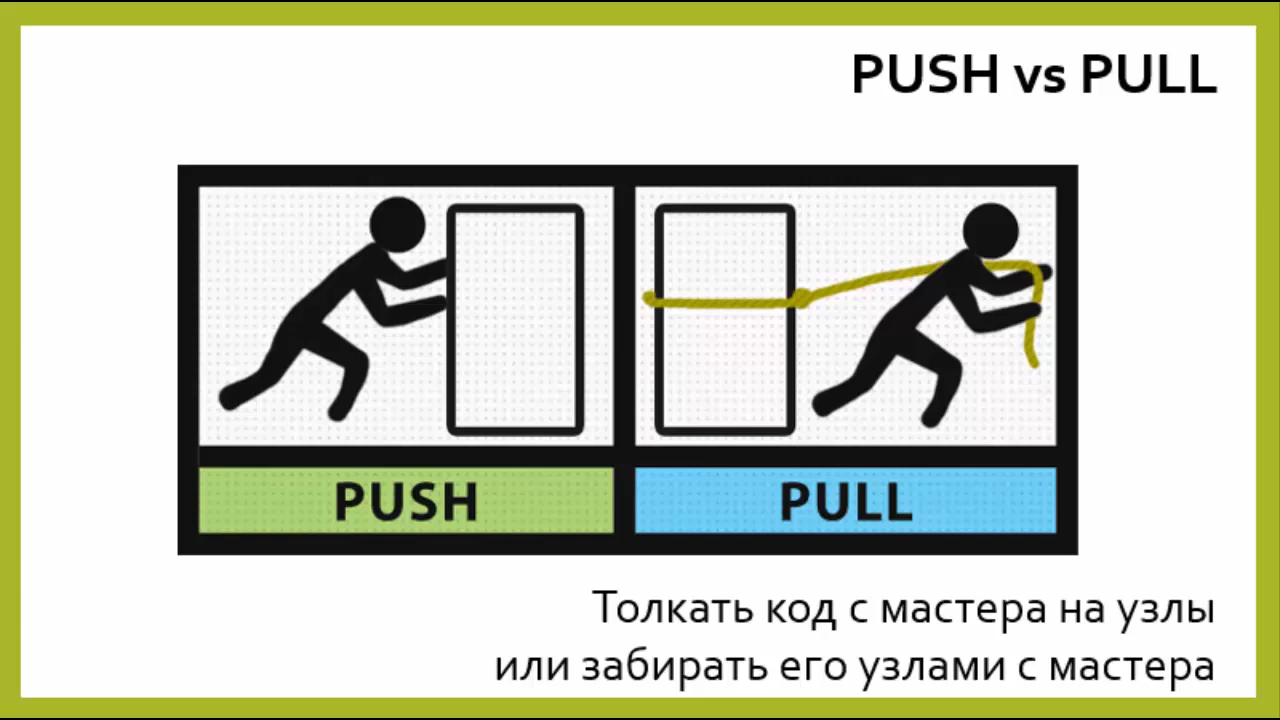 PUSH vs PULL
PUSH
PULL
Толкать код с мастера на узлы
или забирать его узлами с мастера